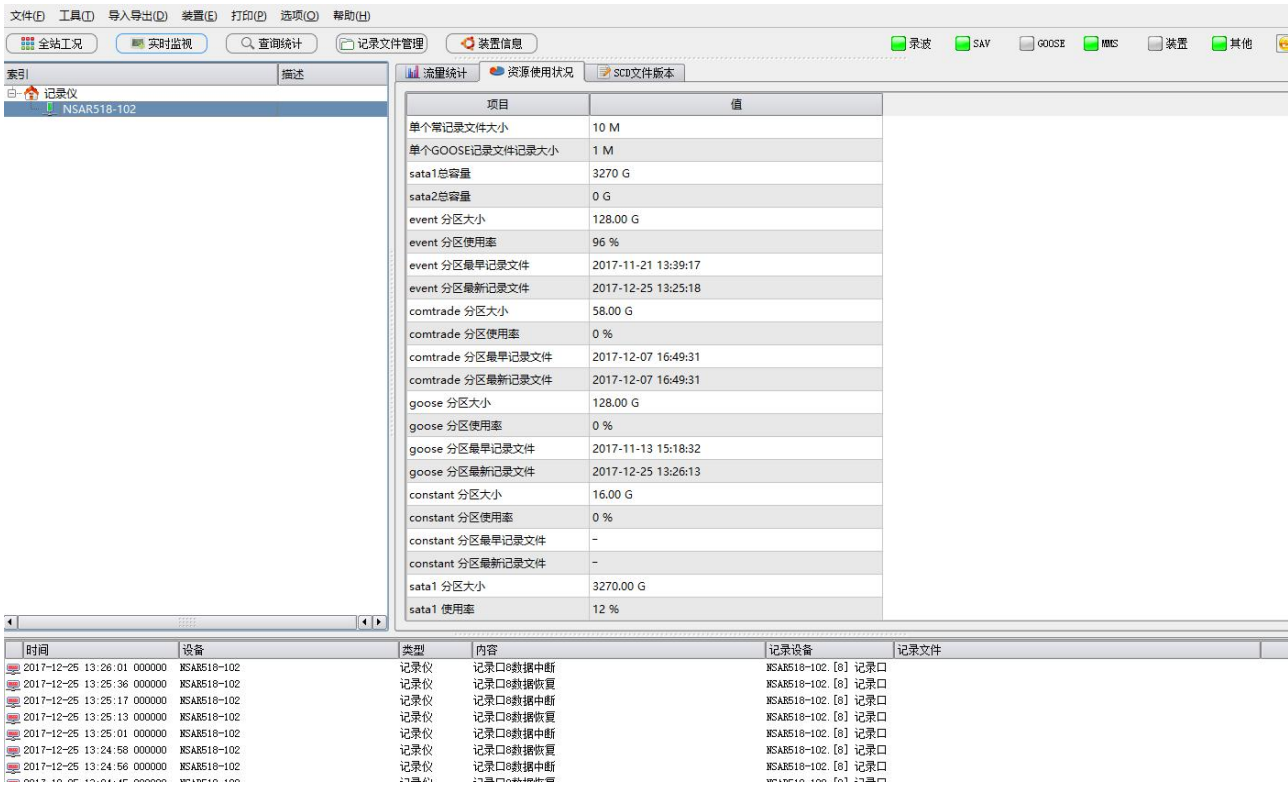 文件(F) 工具(T) 导入导出(D) 装置(E) 打印(P) 选项(O) 帮助(H)
全站工况 实时监视 查询统计 记录文件管理 装置信息 录波 SAV GOOSE MMS 装置 其他
索引 描述
记录仪
NSAR518-102
流量统计 资源使用状况 SCD文件版本
项目 值
单个常记录文件大小 10 M
单个GOOSE记录文件记录大小 1 M
sata1总容量 3270 G
sata2总容量 0 G
event 分区大小 128.00 G
event 分区使用率 96 %
event 分区最早记录文件 2017-11-21 13:39:17
event 分区最新记录文件 2017-12-25 13:25:18
comtrade 分区大小 58.00 G
comtrade 分区使用率 0 %
comtrade 分区最早记录文件 2017-12-07 16:49:31
comtrade 分区最新记录文件 2017-12-07 16:49:31
goose 分区大小 128.00 G
goose 分区使用率 0 %
goose 分区最早记录文件 2017-11-13 15:18:32
goose 分区最新记录文件 2017-12-25 13:26:13
constant 分区大小 16.00 G
constant 分区使用率 0 %
constant 分区最早记录文件 -
constant 分区最新记录文件 -
sata1 分区大小 3270.00 G
sata1 使用率 12 %
时间 设备 类型 内容 记录设备 记录文件
2017-12-25 13:26:01 000000 NSAR518-102 记录仪 记录口8数据中断 NSAR518-102.[8] 记录口
2017-12-25 13:25:36 000000 NSAR518-102 记录仪 记录口8数据恢复 NSAR518-102.[8] 记录口
2017-12-25 13:25:17 000000 NSAR518-102 记录仪 记录口8数据中断 NSAR518-102.[8] 记录口
2017-12-25 13:25:13 000000 NSAR518-102 记录仪 记录口8数据恢复 NSAR518-102.[8] 记录口
2017-12-25 13:25:01 000000 NSAR518-102 记录仪 记录口8数据中断 NSAR518-102.[8] 记录口
2017-12-25 13:24:58 000000 NSAR518-102 记录仪 记录口8数据恢复 NSAR518-102.[8] 记录口
2017-12-25 13:24:56 000000 NSAR518-102 记录仪 记录口8数据中断 NSAR518-102.[8] 记录口